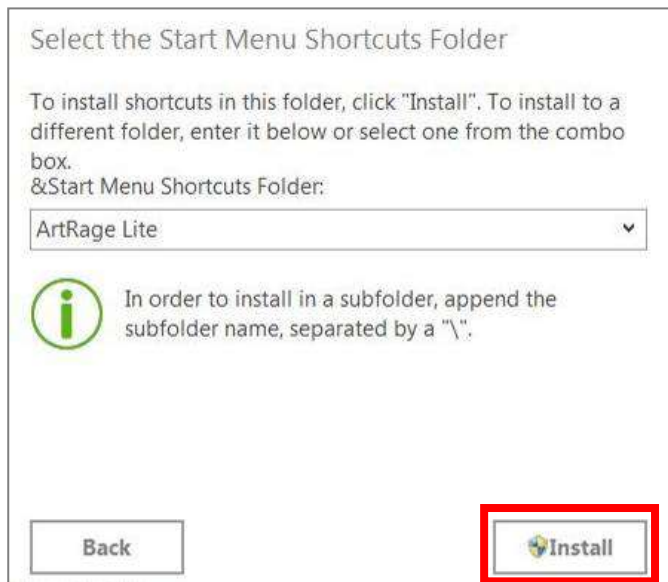 Select the Start Menu Shortcuts Folder
To install shortcuts in this folder, click "Install". To install to a
different folder, enter it below or select one from the combo
box.
&Start Menu Shortcuts Folder:
ArtRage Lite
In order to install in a subfolder, append the
subfolder name, separated by a "\".
Back
Install